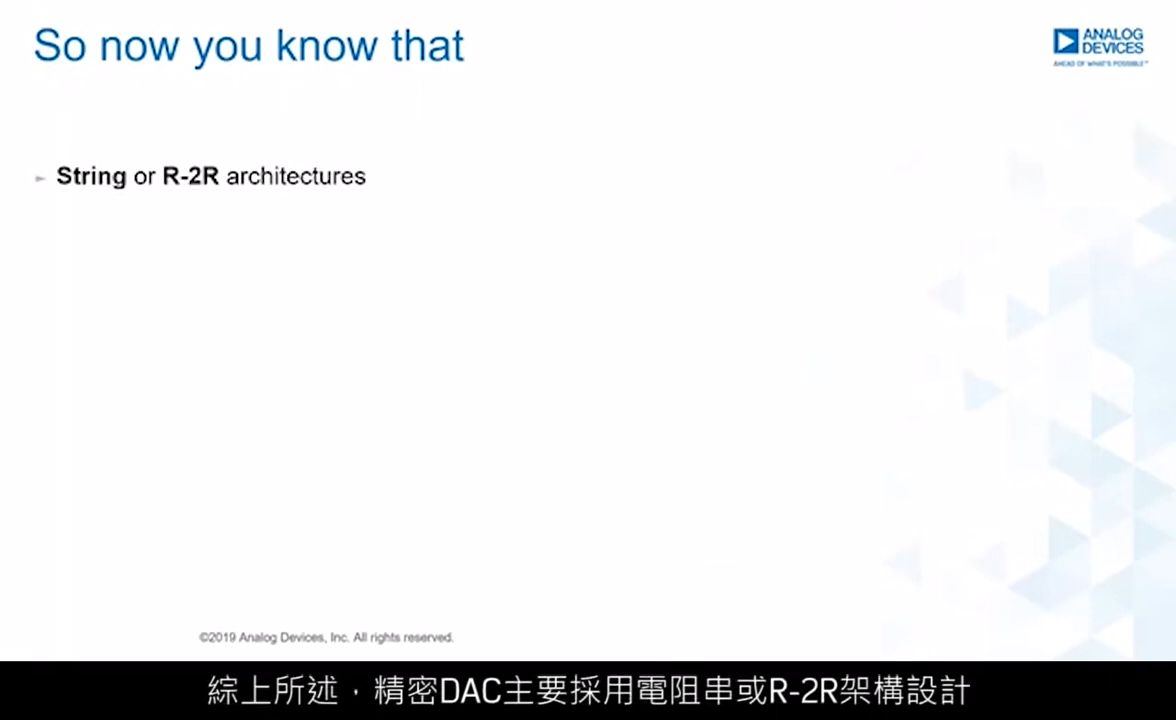 So now you know that
ANALOG
DEVICES
AHEAD OF WHAT'S POSSIBLE™
► String or R-2R architectures
©2019 Analog Devices, Inc. All rights reserved.
綜上所述，精密DAC主要採用電阻串或R-2R架構設計